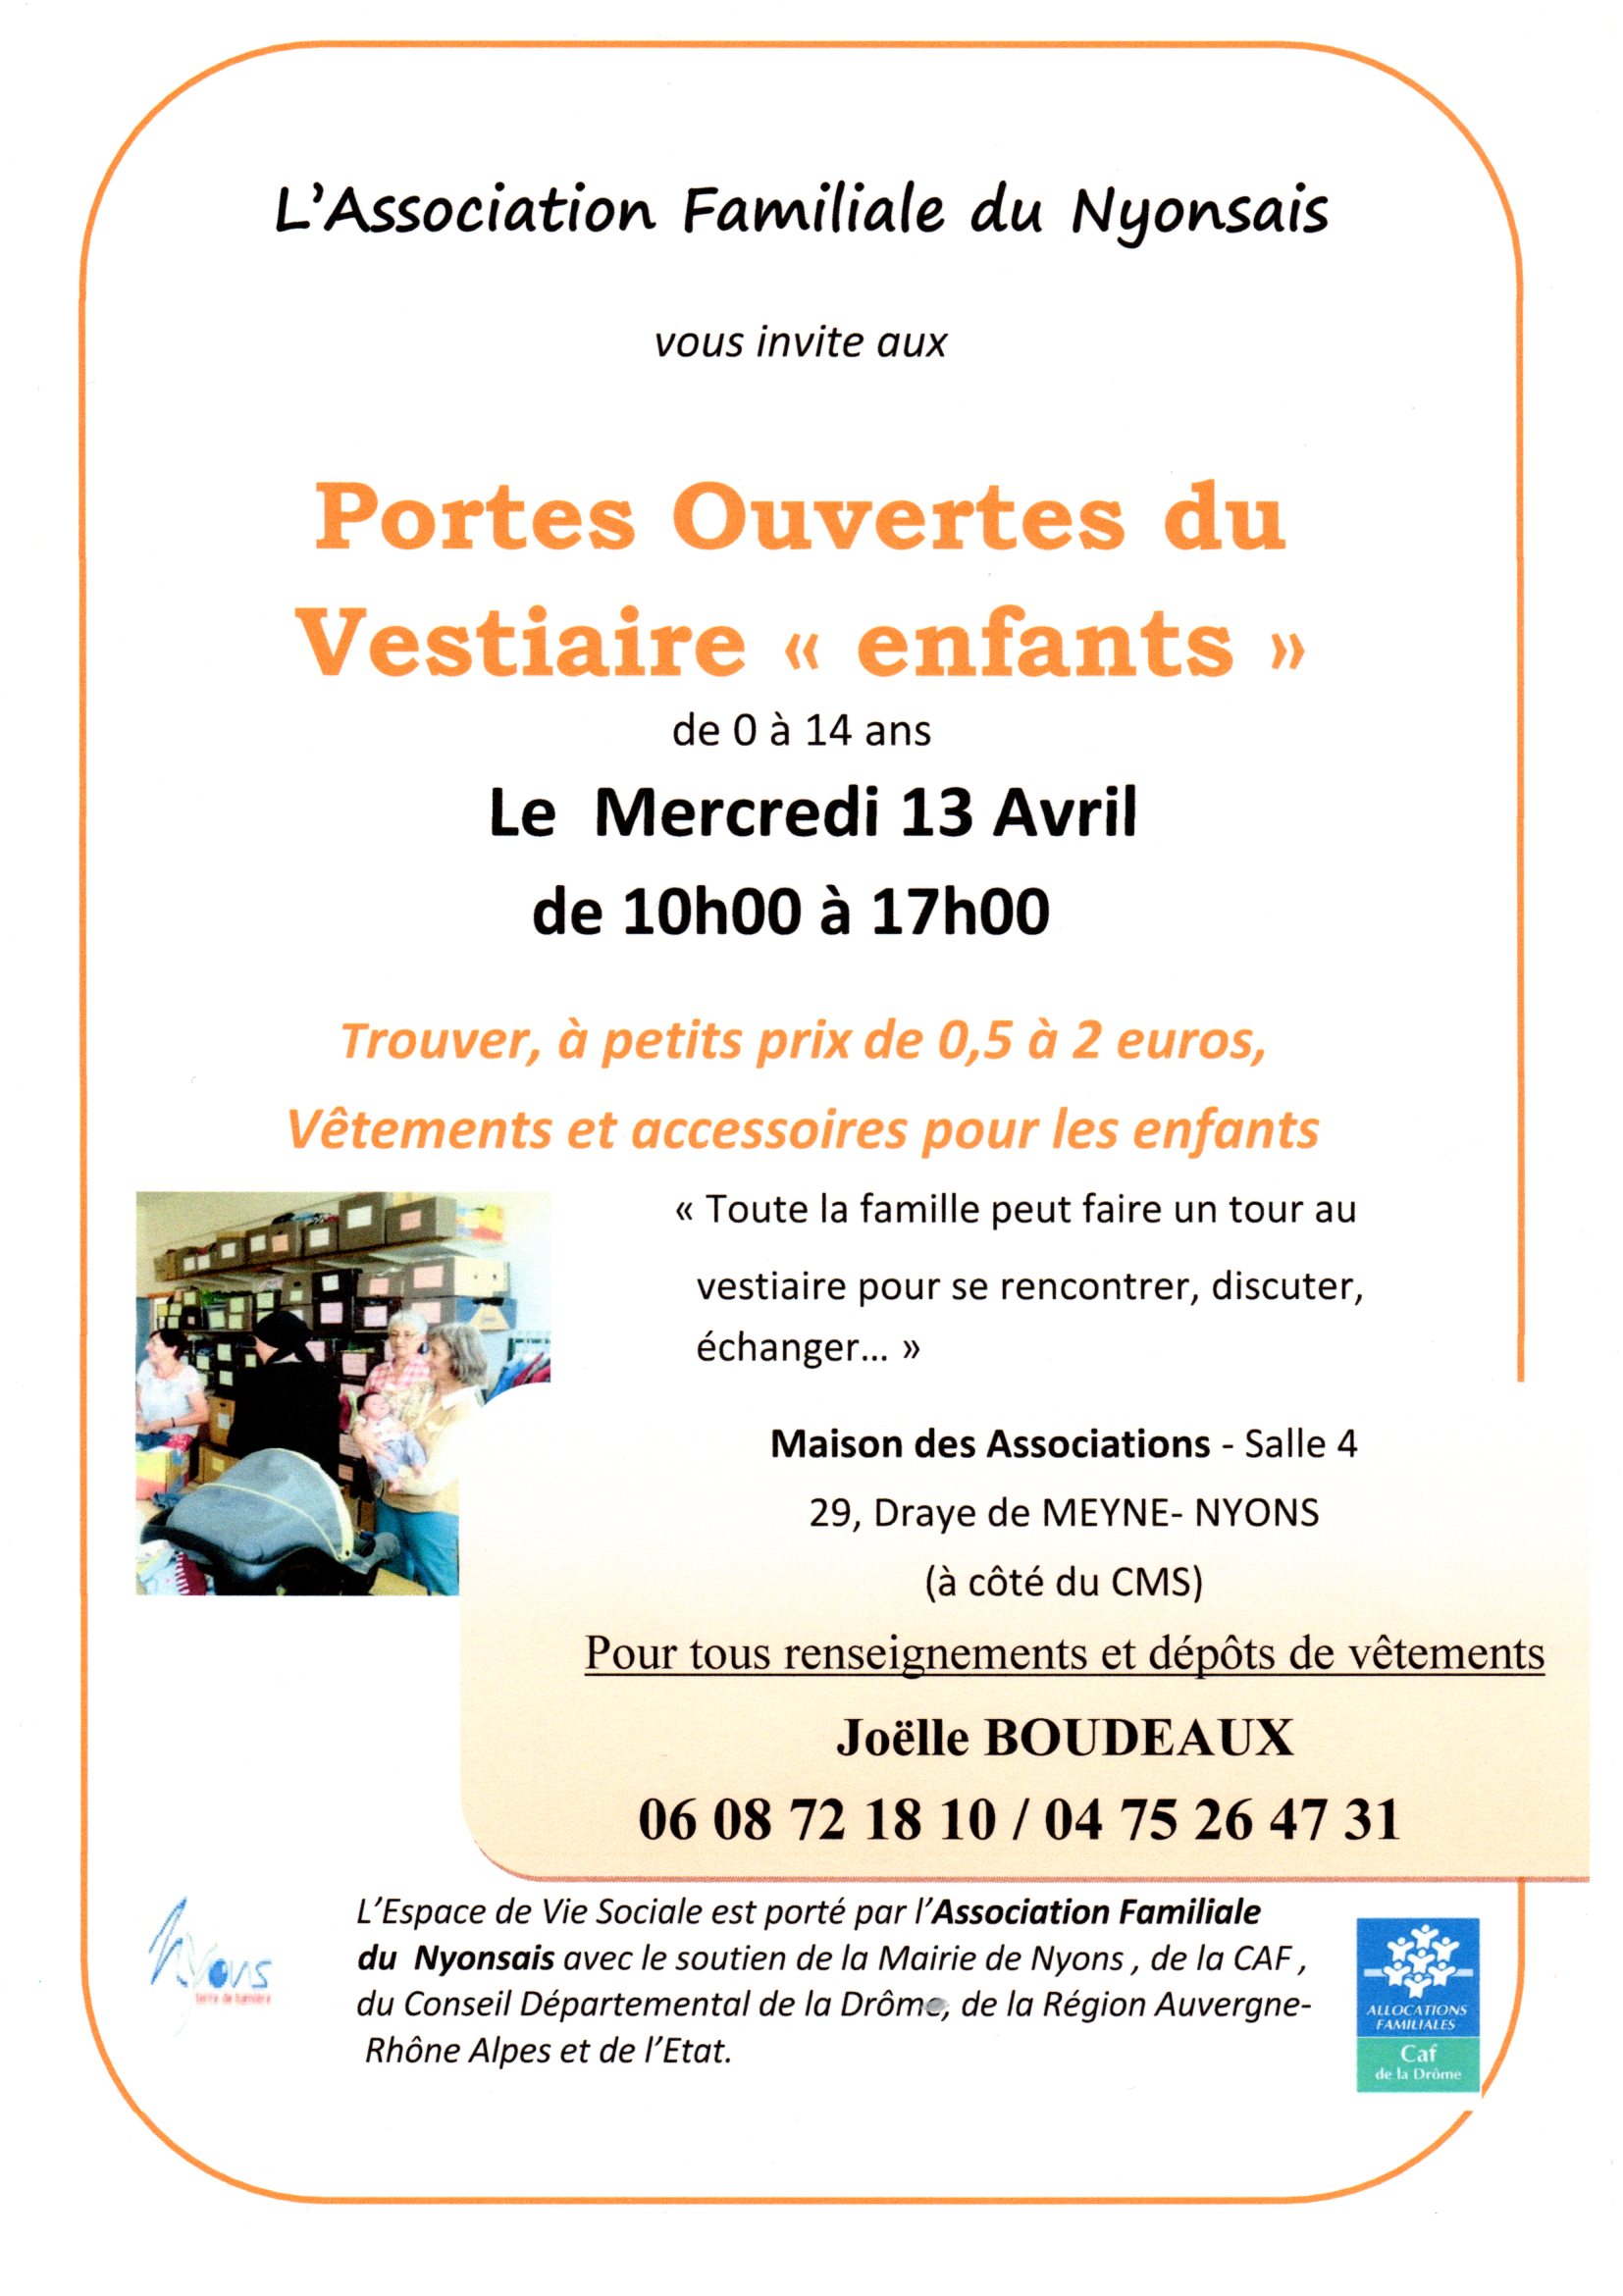 L'Association Familiale du Nyonsais
vous invite aux
Portes Ouvertes du
Vestiaire « enfants »
de 0 à 14 ans
Le Mercredi 13 Avril
de 10h00 à 17h00
Trouver, à petits prix de 0,5 à 2 euros,
Vêtements et accessoires pour les enfants
« Toute la famille peut faire un tour au
vestiaire pour se rencontrer, discuter,
échanger... »
Maison des Associations - Salle 4
29, Draye de MEYNE- NYONS
(à côté du CMS)
Pour tous renseignements et dépôts de vêtements
Joëlle BOUDEAUX
06 08 72 18 10 / 04 75 26 47 31
L'Espace de Vie Sociale est porté par l'Association Familiale
du Nyonsais avec le soutien de la Mairie de Nyons , de la CAF ,
du Conseil Départemental de la Drôme, de la Région Auvergne-
Rhône Alpes et de l'Etat.
Nyons
terre de lumière
ALLOCATIONS
FAMILIALES
Caf
de la Drôme